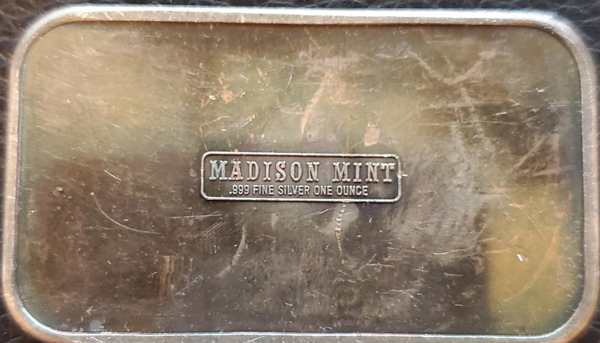 MADISON MINT
.999 FINE SILVER ONE OUNCE